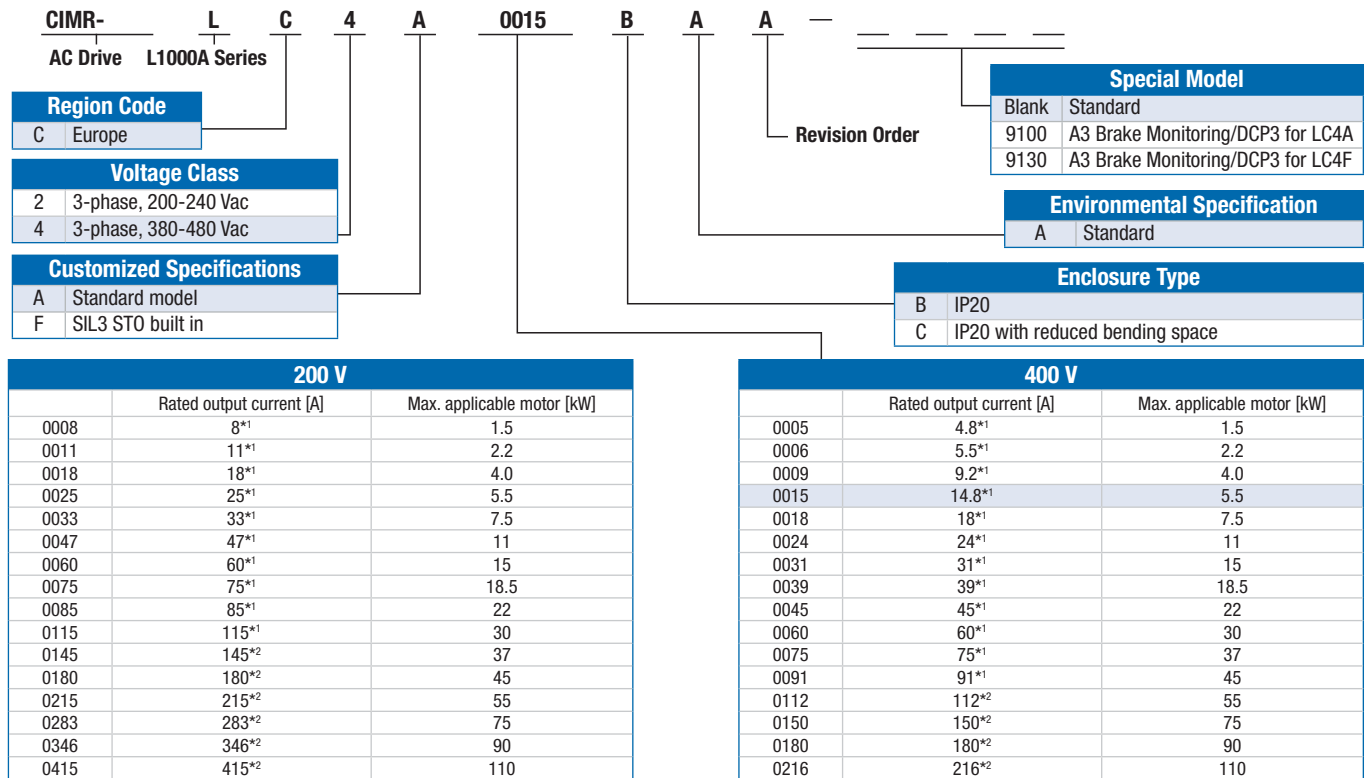 CIMR- L C 4 A 0015 B A A — _ _ _ _
AC Drive L1000A Series
Region Code
C Europe
Voltage Class
2 3-phase, 200-240 Vac
4 3-phase, 380-480 Vac
Customized Specifications
A Standard model
F SIL3 STO built in
Revision Order
Special Model
Blank Standard
9100 A3 Brake Monitoring/DCP3 for LC4A
9130 A3 Brake Monitoring/DCP3 for LC4F
Environmental Specification
A Standard
Enclosure Type
B IP20
C IP20 with reduced bending space
200 V
Rated output current [A] Max. applicable motor [kW]
0008 8*1 1.5
0011 11*1 2.2
0018 18*1 4.0
0025 25*1 5.5
0033 33*1 7.5
0047 47*1 11
0060 60*1 15
0075 75*1 18.5
0085 85*1 22
0115 115*1 30
0145 145*2 37
0180 180*2 45
0215 215*2 55
0283 283*2 75
0346 346*2 90
0415 415*2 110
400 V
Rated output current [A] Max. applicable motor [kW]
0005 4.8*1 1.5
0006 5.5*1 2.2
0009 9.2*1 4.0
0015 14.8*1 5.5
0018 18*1 7.5
0024 24*1 11
0031 31*1 15
0039 39*1 18.5
0045 45*1 22
0060 60*1 30
0075 75*1 37
0091 91*1 45
0112 112*2 55
0150 150*2 75
0180 180*2 90
0216 216*2 110